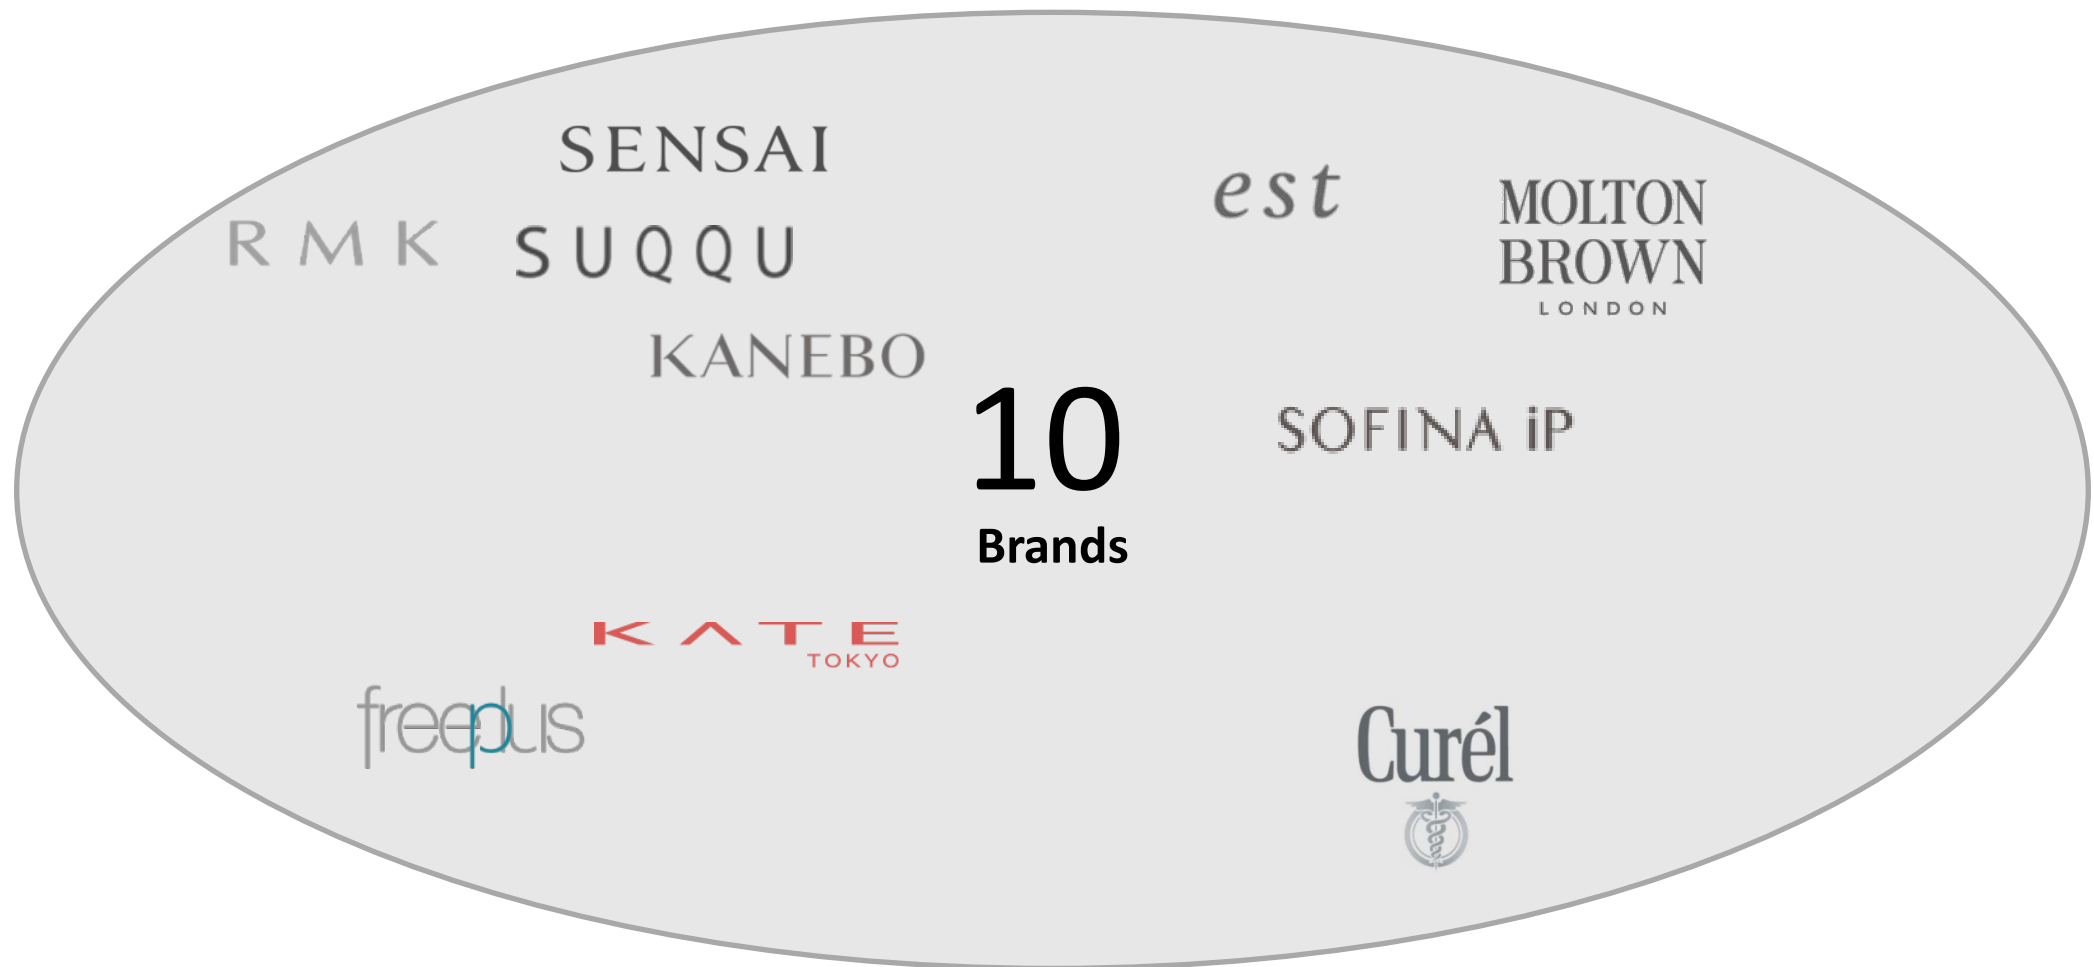 SENSAI
RMK
SUQQU
KANEBO
est
MOLTON
BROWN
LONDON
10
Brands
SOFINA iP
KATE
TOKYO
freeplus
Curél